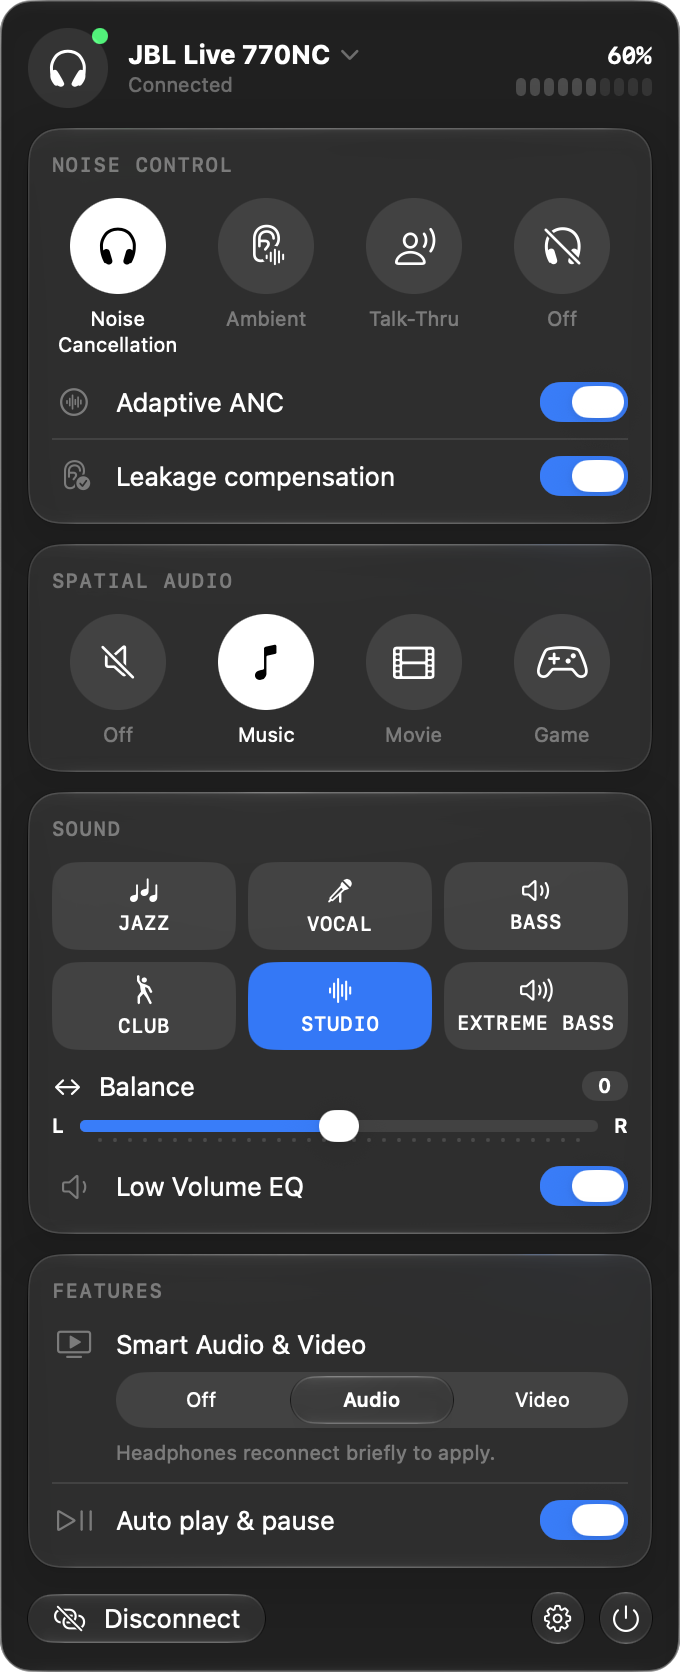 JBL Live 770NC
60%
Connected
NOISE CONTROL
Noise Cancellation
Ambient
Talk-Thru
Off
Adaptive ANC
Leakage compensation
SPATIAL AUDIO
Off
Music
Movie
Game
SOUND
JAZZ
VOCAL
BASS
CLUB
STUDIO
EXTREME BASS
Balance
0
L
R
Low Volume EQ
FEATURES
Smart Audio & Video
Off
Audio
Video
Headphones reconnect briefly to apply.
Auto play & pause
Disconnect